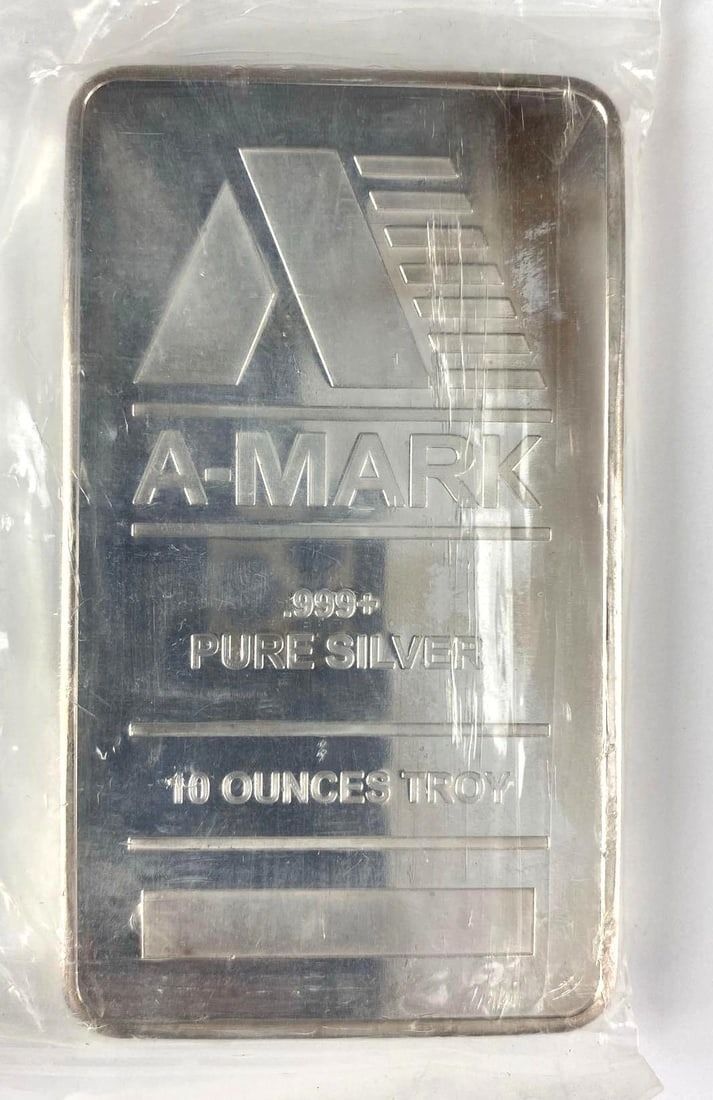 A-MARK
.999+
PURE SILVER
10 OUNCES TROY